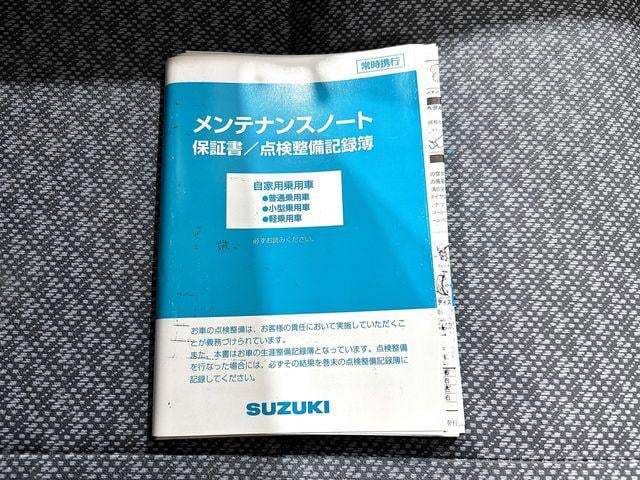 常時携行
メンテナンスノート
保証書／点検整備記録簿
自家用乗用車
●普通乗用車
●小型乗用車
●軽乗用車
必ずお読みください。
お車の点検整備は、お客様の責任において実施していただくこ
とが義務づけられています。
また、本書はお車の生涯整備記録簿となっています。点検整備
を行なった場合には、必ずその結果を巻末の点検整備記録簿に
記録してください。
SUZUKI